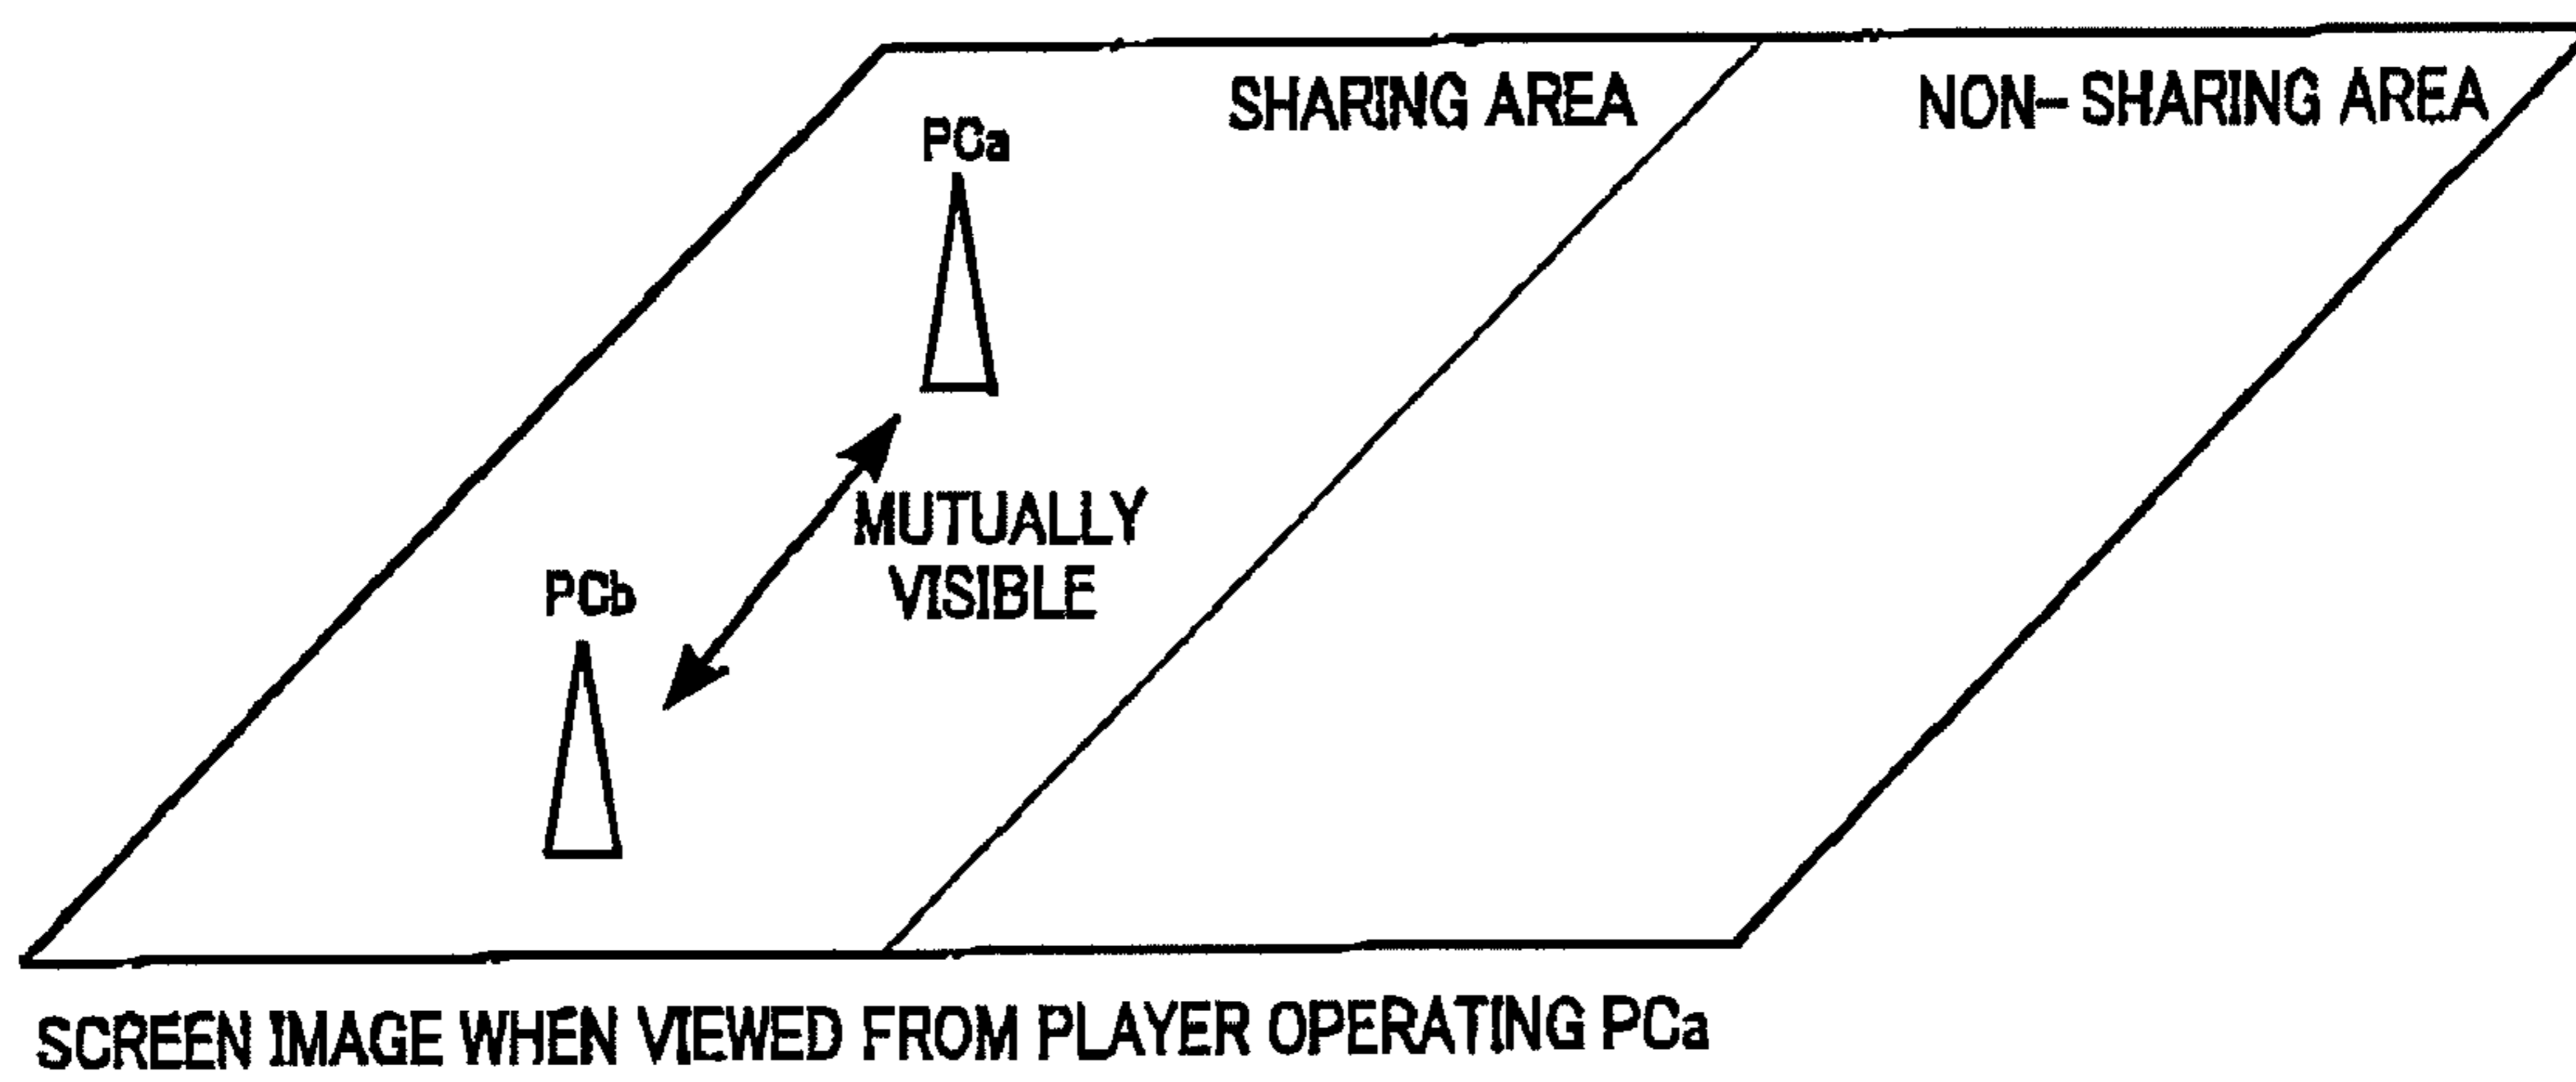 SHARING AREA
NON-SHARING AREA
PCa
MUTUALLY
VISIBLE
PCb
SCREEN IMAGE WHEN VIEWED FROM PLAYER OPERATING PCa